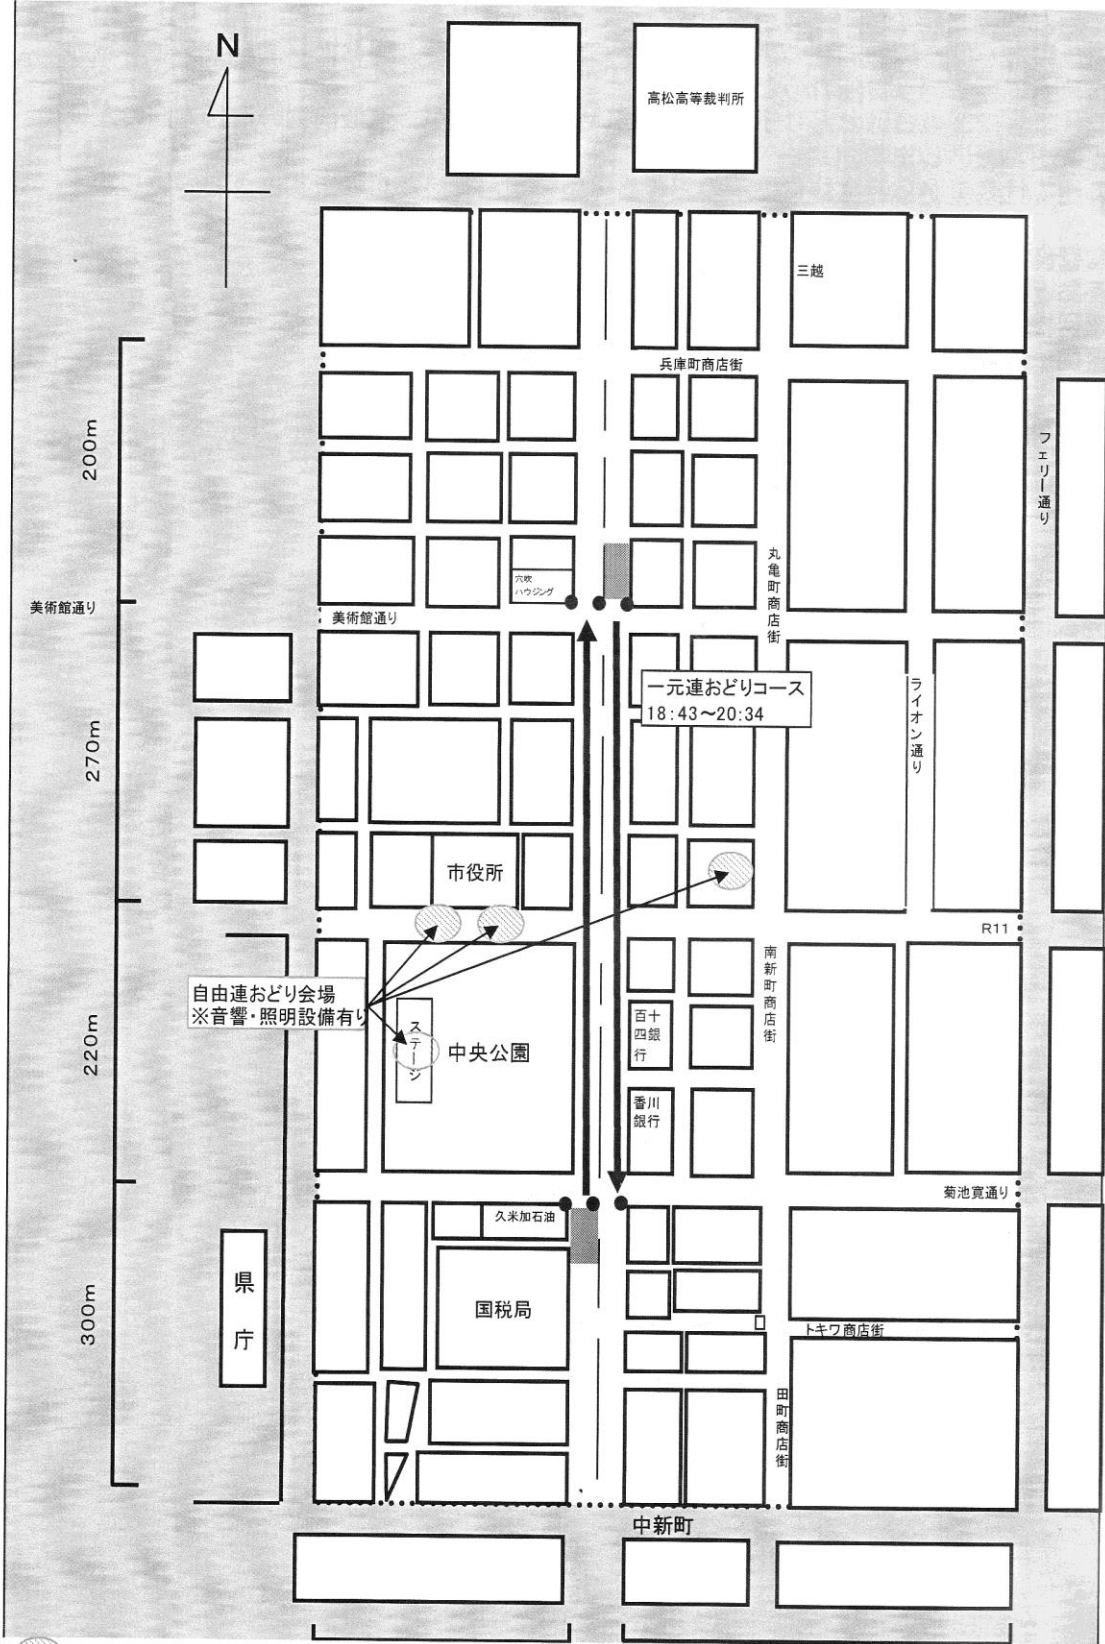 N
高松高等裁判所
三越
兵庫町商店街
200m
フェリー通り
穴吹
ハウジング
丸亀町商店街
美術館通り
美術館通り
一元連おどりコース
18:43～20:34
ライオン通り
270m
市役所
R11
自由連おどり会場
※音響・照明設備有り
南新町商店街
百十
四銀
行
ステージ
中央公園
220m
香川
銀行
菊池寛通り
久米加石油
県庁
国税局
300m
トキワ商店街
田町商店街
中新町